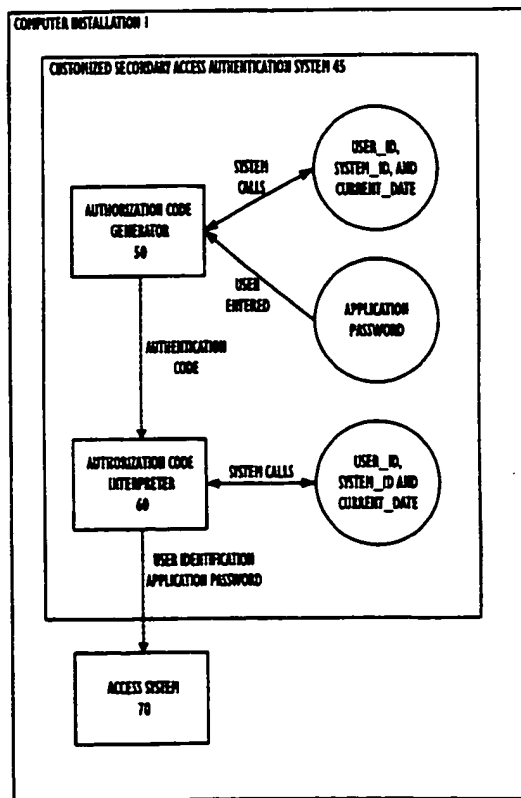 COMPUTER INSTALLATION 1
CUSTOMIZED SECONDARY ACCESS AUTHENTICATION SYSTEM 45
USER_ID,
SYSTEM_ID, AND
CURRENT_DATE
SYSTEM
CALLS
AUTHORIZATION CODE
GENERATOR
50
USER
ENTERED
APPLICATION
PASSWORD
AUTHENTICATION
CODE
AUTHORIZATION CODE
INTERPRETER
60
SYSTEM CALLS
USER_ID,
SYSTEM_ID AND
CURRENT_DATE
USER IDENTIFICATION
APPLICATION PASSWORD
ACCESS SYSTEM
70